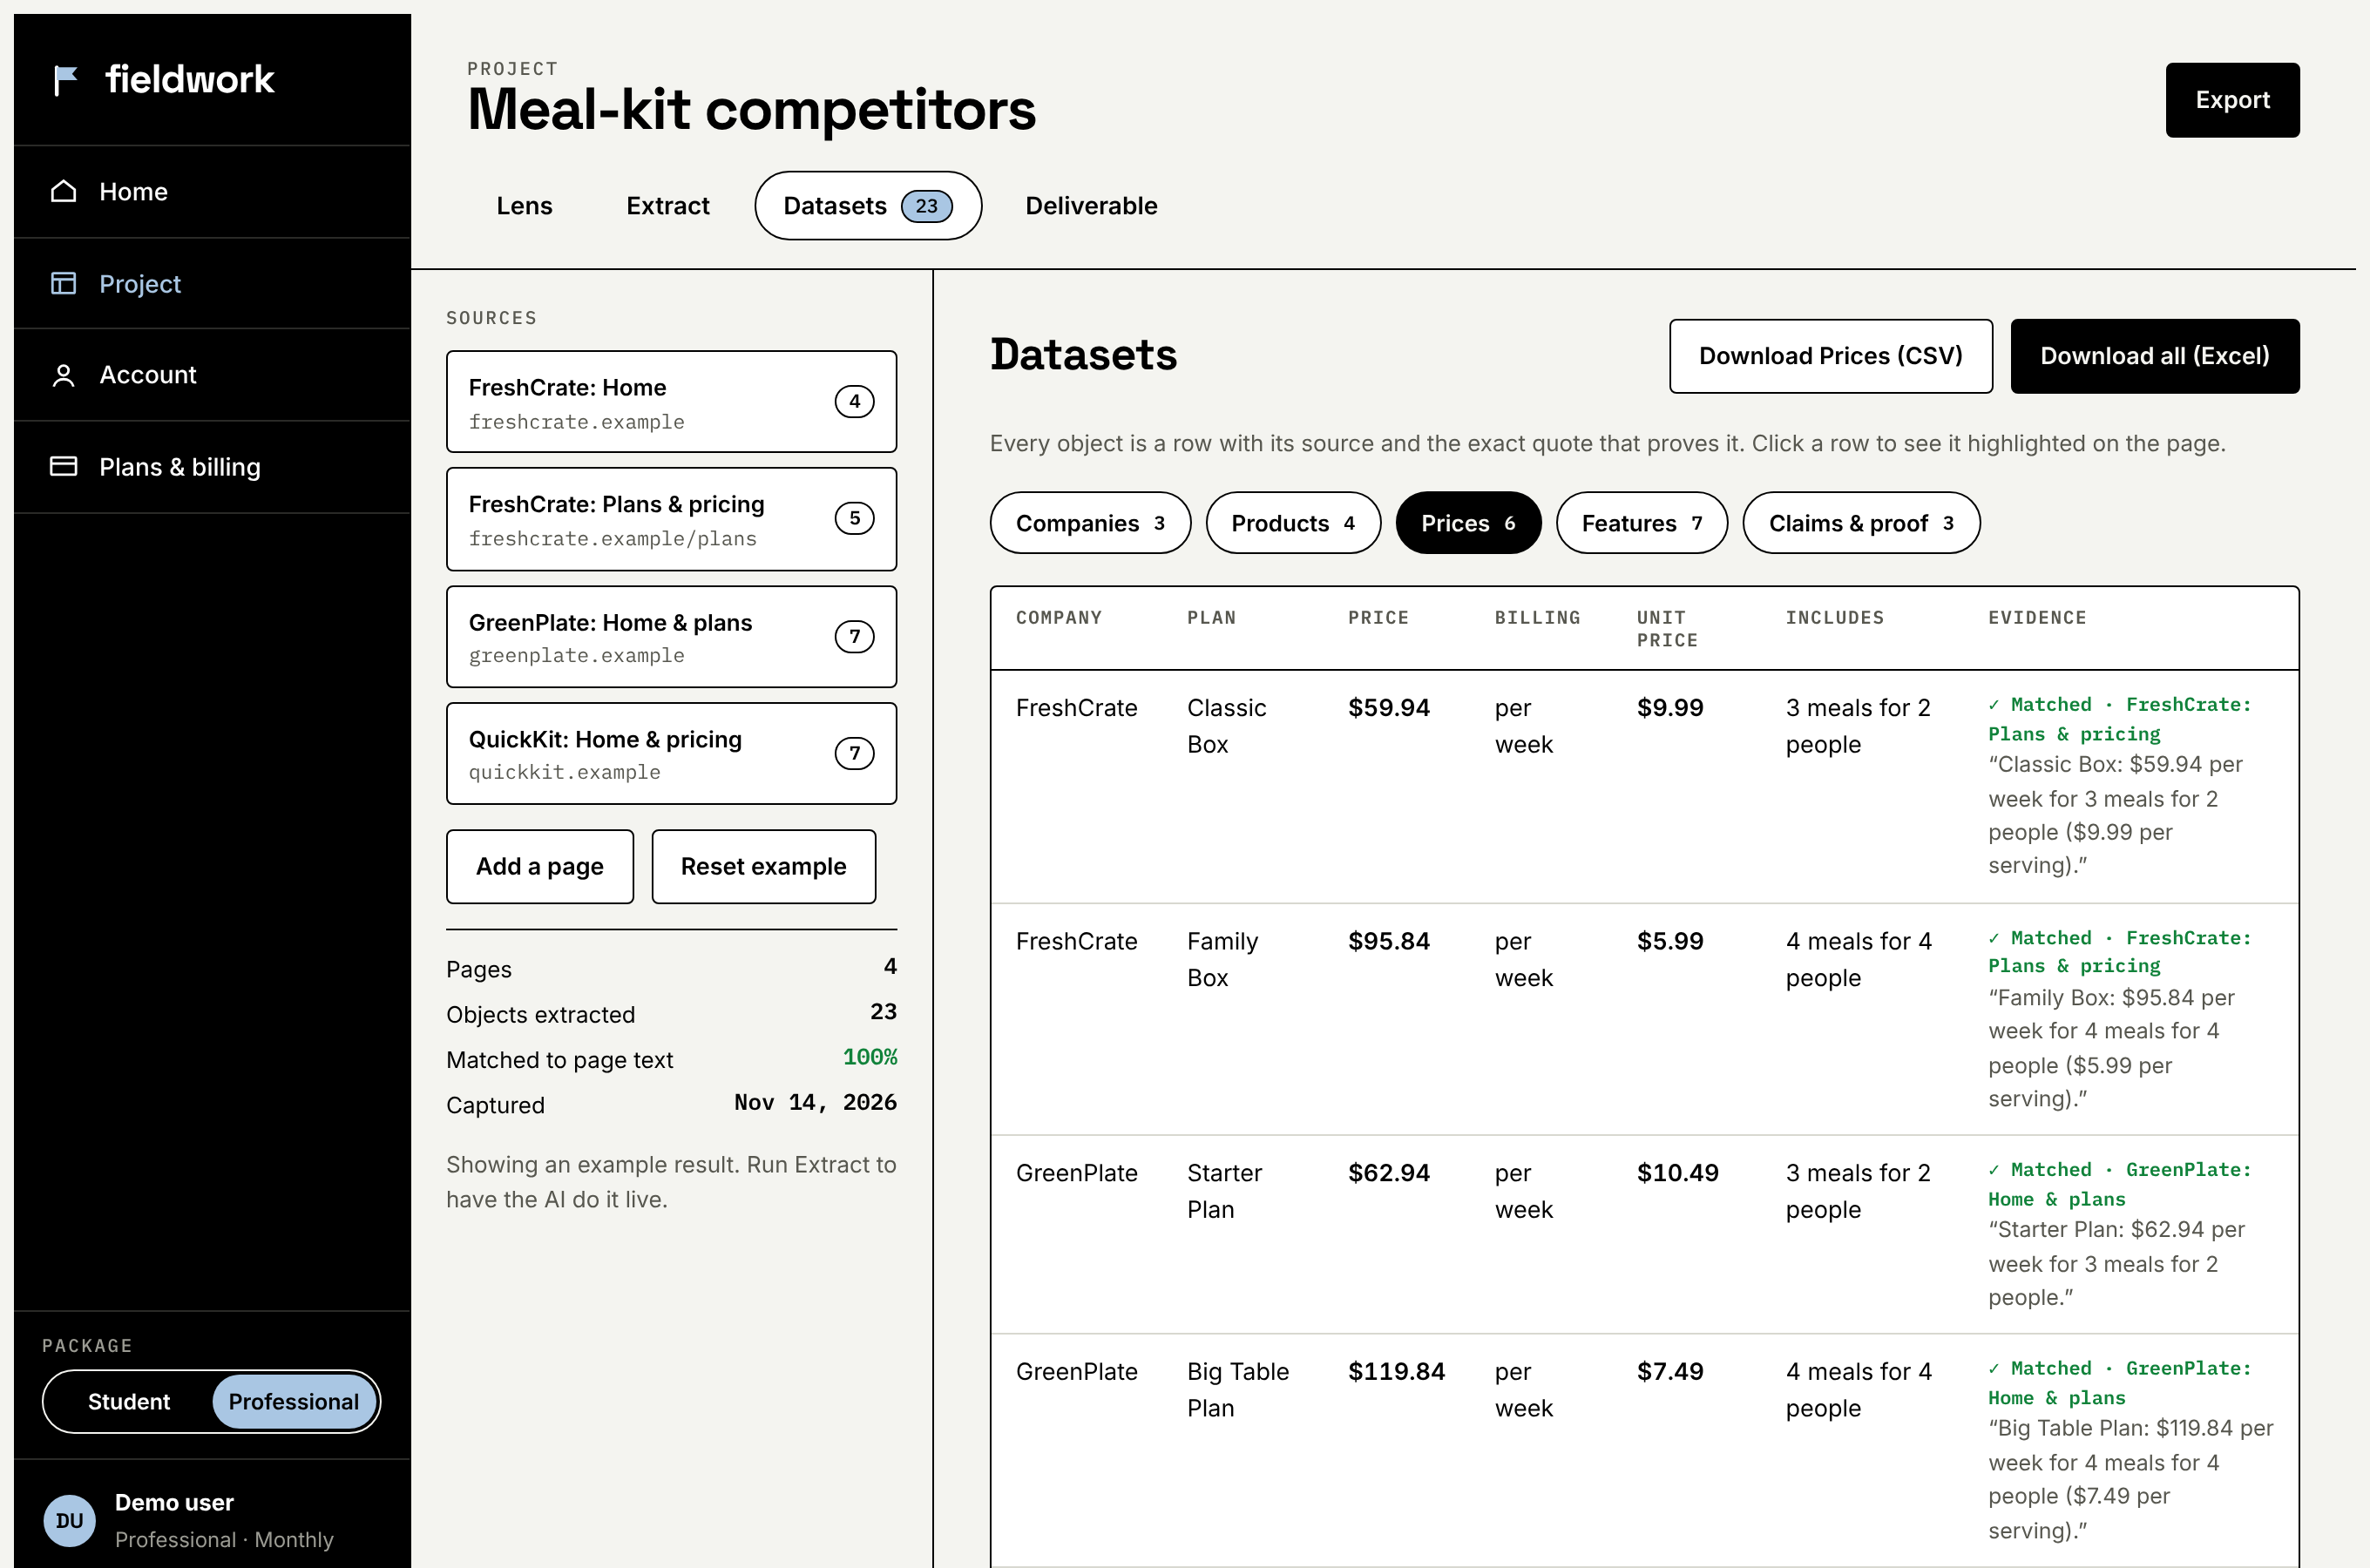 fieldwork
Home
Project
Account
Plans & billing
PACKAGE
Student Professional
DU
Demo user
Professional · Monthly
PROJECT
Meal-kit competitors
Export
Lens Extract Datasets 23 Deliverable
SOURCES
FreshCrate: Home
freshcrate.example
4
FreshCrate: Plans & pricing
freshcrate.example/plans
5
GreenPlate: Home & plans
greenplate.example
7
QuickKit: Home & pricing
quickkit.example
7
Add a page Reset example
Pages 4
Objects extracted 23
Matched to page text 100%
Captured Nov 14, 2026
Showing an example result. Run Extract to
have the AI do it live.
Datasets
Download Prices (CSV) Download all (Excel)
Every object is a row with its source and the exact quote that proves it. Click a row to see it highlighted on the page.
Companies 3 Products 4 Prices 6 Features 7 Claims & proof 3
COMPANY PLAN PRICE BILLING UNIT PRICE INCLUDES EVIDENCE
FreshCrate
Classic
Box
$59.94
per
week
$9.99
3 meals for 2
people
✓ Matched · FreshCrate:
Plans & pricing
“Classic Box: $59.94 per
week for 3 meals for 2
people ($9.99 per
serving).”
FreshCrate
Family
Box
$95.84
per
week
$5.99
4 meals for 4
people
✓ Matched · FreshCrate:
Plans & pricing
“Family Box: $95.84 per
week for 4 meals for 4
people ($5.99 per
serving).”
GreenPlate
Starter
Plan
$62.94
per
week
$10.49
3 meals for 2
people
✓ Matched · GreenPlate:
Home & plans
“Starter Plan: $62.94 per
week for 3 meals for 2
people.”
GreenPlate
Big Table
Plan
$119.84
per
week
$7.49
4 meals for 4
people
✓ Matched · GreenPlate:
Home & plans
“Big Table Plan: $119.84 per
week for 4 meals for 4
people ($7.49 per
serving).”